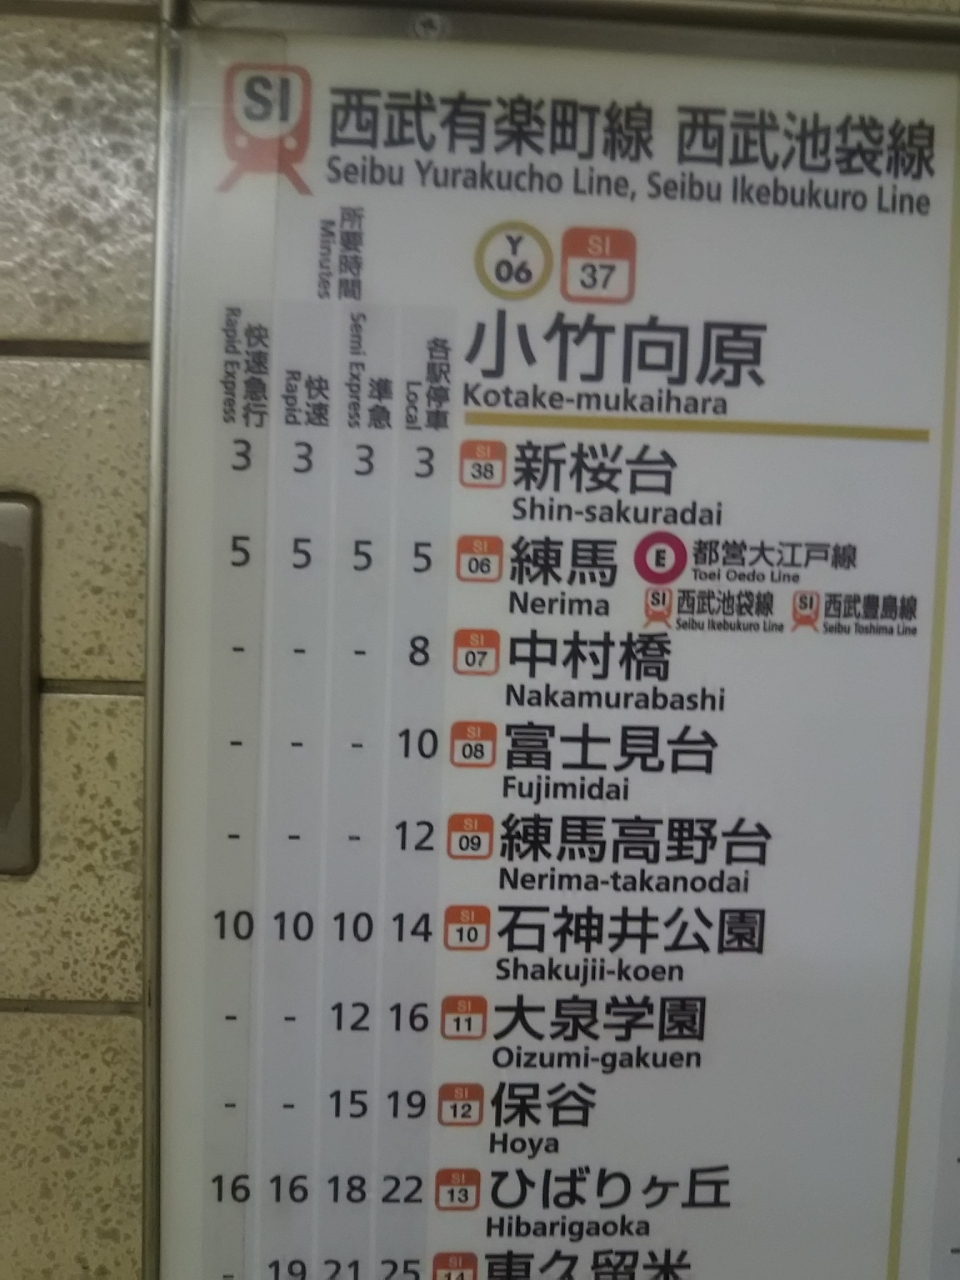 SI 西武有楽町線 西武池袋線
Seibu Yurakucho Line, Seibu Ikebukuro Line
所要時間
Minutes
Y 06 SI 37
小竹向原
Kotake-mukaihara
快速急行 Rapid Express
快速 Rapid
準急 Semi Express
各駅停車 Local
3 3 3 3 SI 38 新桜台
Shin-sakuradai
5 5 5 5 SI 06 練馬 E 都営大江戸線
Toei Oedo Line
Nerima SI 西武池袋線 SI 西武豊島線
Seibu Ikebukuro Line Seibu Toshima Line
- - - 8 SI 07 中村橋
Nakamurabashi
- - - 10 SI 08 富士見台
Fujimidai
- - - 12 SI 09 練馬高野台
Nerima-takanodai
10 10 10 14 SI 10 石神井公園
Shakujii-koen
- - 12 16 SI 11 大泉学園
Oizumi-gakuen
- - 15 19 SI 12 保谷
Hoya
16 16 18 22 SI 13 ひばりヶ丘
Hibarigaoka
- 19 21 25 SI 14 東久留米